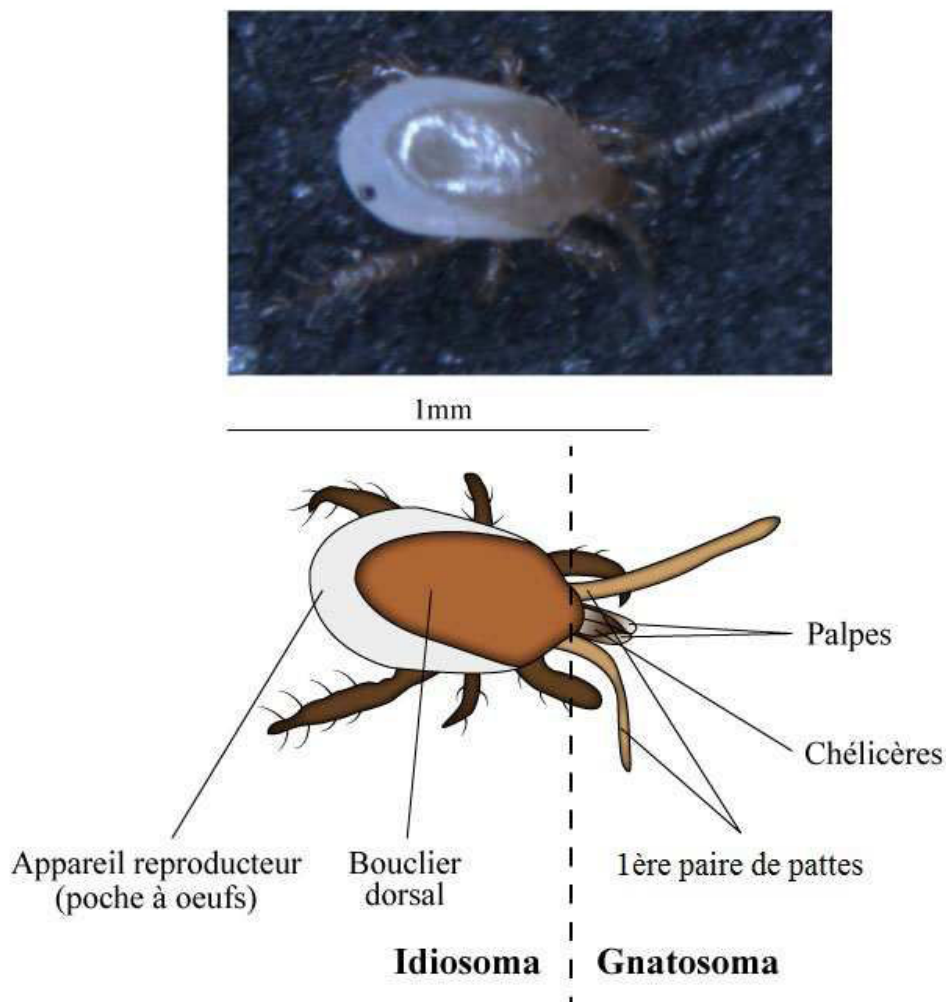 1mm
Palpes
Chélicères
Appareil reproducteur
(poche à oeufs)
Bouclier
dorsal
1ère paire de pattes
Idiosoma
Gnatosoma